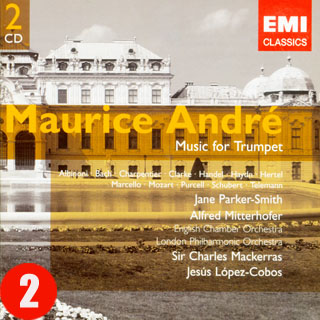 2
CD
EMI
CLASSICS
Maurice André
Music for Trumpet
Albinoni · Bach · Charpentier · Clarke · Handel · Haydn · Hertel
Marcello · Mozart · Purcell · Schubert · Telemann
Jane Parker-Smith
Alfred Mitterhofer
English Chamber Orchestra
London Philharmonic Orchestra
Sir Charles Mackerras
Jesús López-Cobos
2